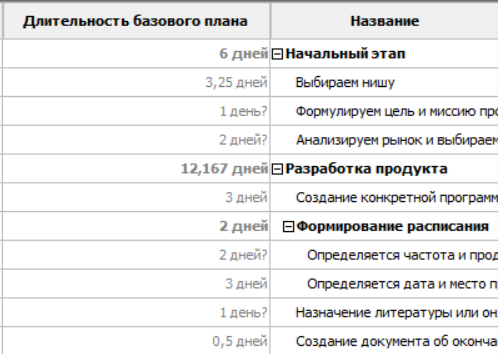 Длительность базового плана Название
6 дней Начальный этап
3,25 дней Выбираем нишу
1 день? Формулируем цель и миссию про
2 дней? Анализируем рынок и выбираем
12,167 дней Разработка продукта
3 дней Создание конкретной программ
2 дней Формирование расписания
2 дней? Определяется частота и прод
3 дней Определяется дата и место п
1 день? Назначение литературы или он
0,5 дней Создание документа об оконча